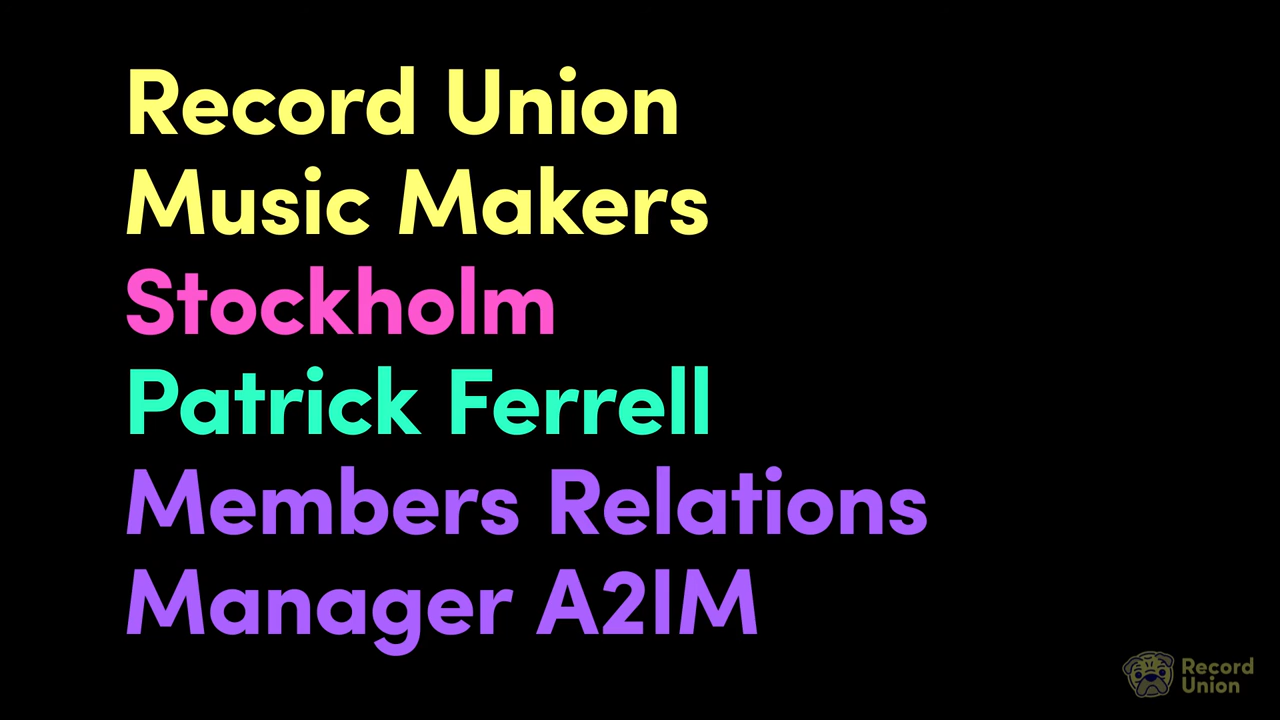 Record Union
Music Makers
Stockholm
Patrick Ferrell
Members Relations
Manager A2IM
Record
Union